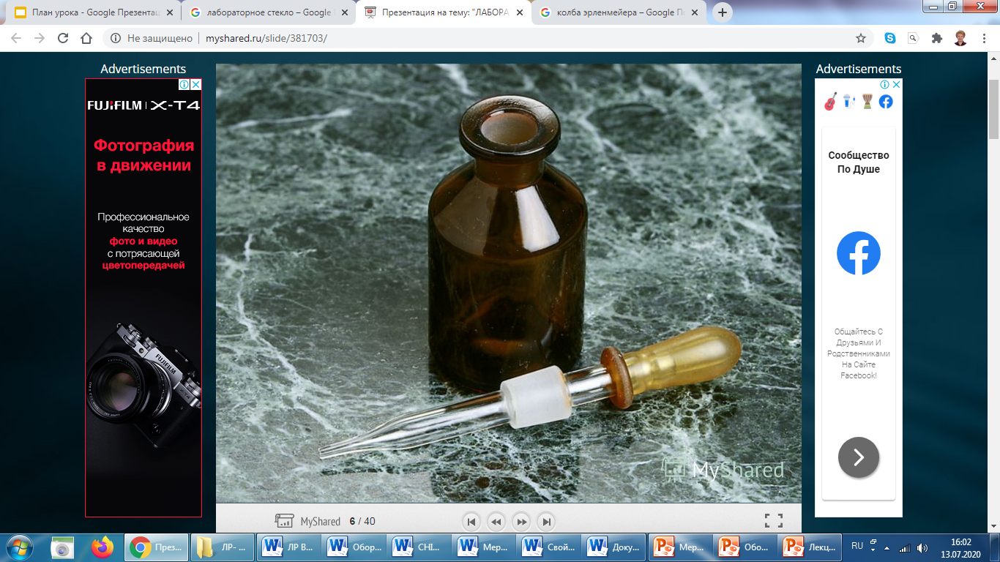 План урока - Google Презентац
лабораторное стекло – Google
Презентация на тему: "ЛАБОРА
колба эрленмейера – Google П
Не защищено
myshared.ru/slide/381703/
Advertisements
FUJIFILM X-T4
Фотография
в движении
Профессиональное
качество
фото и видео
с потрясающей
цветопередачей
FUJIFILM
X-T4
MyShared
MyShared
6 / 40
Advertisements
Сообщество
По Душе
Общайтесь С
Друзьями И
Родственниками
На Сайте
Facebook!
През...
ЛР- ...
ЛР В...
Обор...
CHI...
Мер...
Свой...
Доку...
Мер...
Обо...
Лекц...
RU
16:02
13.07.2020